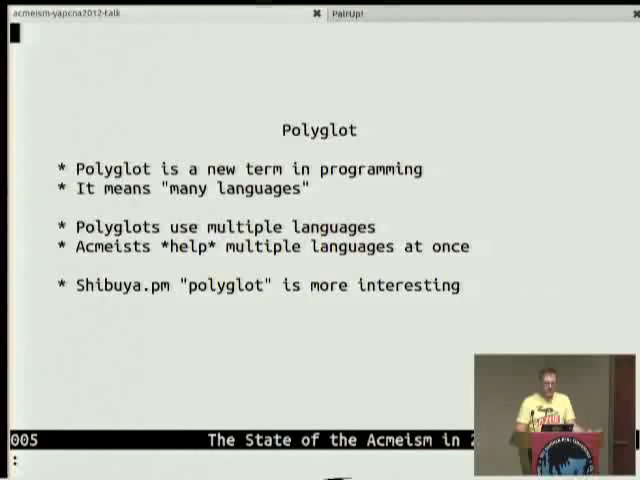 acmeism-yapcna2012-talk
PairUp!
Polyglot
* Polyglot is a new term in programming
* It means "many languages"
* Polyglots use multiple languages
* Acmeists *help* multiple languages at once
* Shibuya.pm "polyglot" is more interesting
005 The State of the Acmeism in
: